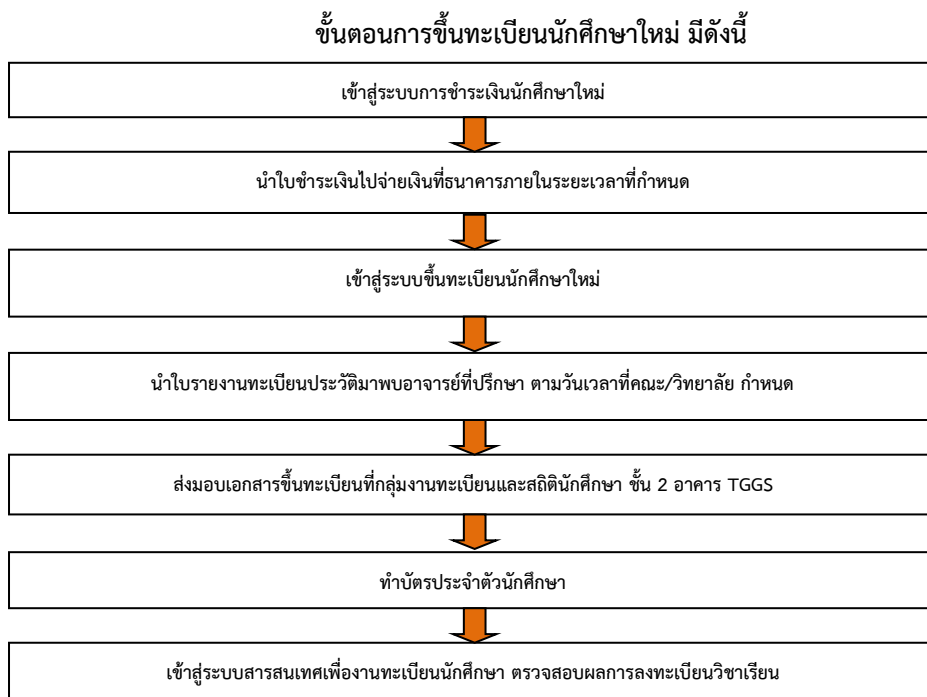 ขั้นตอนการขึ้นทะเบียนนักศึกษาใหม่ มีดังนี้
เข้าสู่ระบบการชำระเงินนักศึกษาใหม่
นำใบชำระเงินไปจ่ายเงินที่ธนาคารภายในระยะเวลาที่กำหนด
เข้าสู่ระบบขึ้นทะเบียนนักศึกษาใหม่
นำใบรายงานทะเบียนประวัติมาพบอาจารย์ที่ปรึกษา ตามวันเวลาที่คณะ/วิทยาลัย กำหนด
ส่งมอบเอกสารขึ้นทะเบียนที่กลุ่มงานทะเบียนและสถิตินักศึกษา ชั้น 2 อาคาร TGGS
ทำบัตรประจำตัวนักศึกษา
เข้าสู่ระบบสารสนเทศเพื่องานทะเบียนนักศึกษา ตรวจสอบผลการลงทะเบียนวิชาเรียน